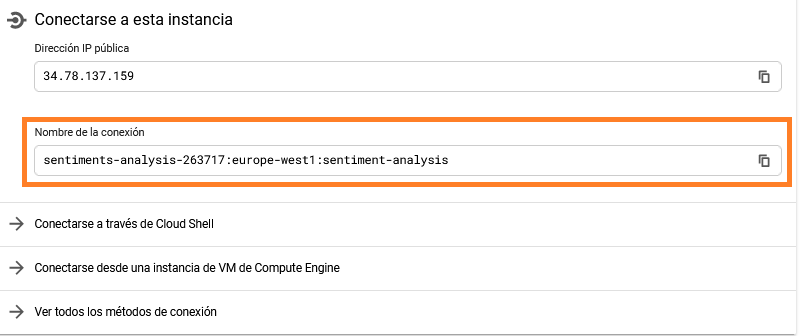 Conectarse a esta instancia
Dirección IP pública
34.78.137.159
Nombre de la conexión
sentiments-analysis-263717:europe-west1:sentiment-analysis
Conectarse a través de Cloud Shell
Conectarse desde una instancia de VM de Compute Engine
Ver todos los métodos de conexión